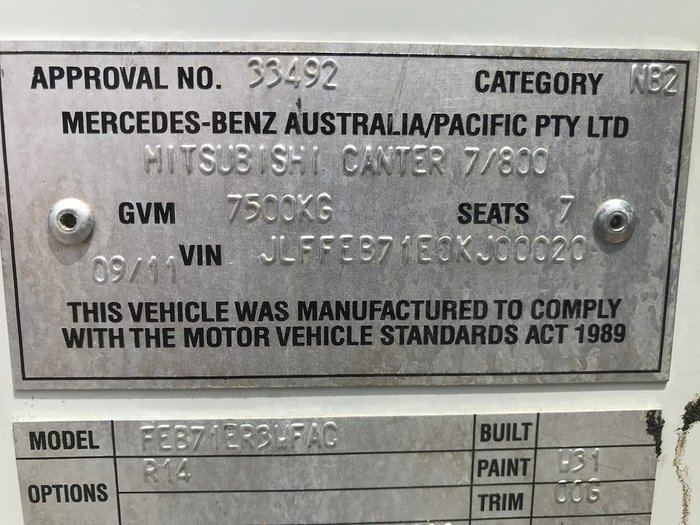 APPROVAL NO. 33492 CATEGORY NB2
MERCEDES-BENZ AUSTRALIA/PACIFIC PTY LTD
MITSUBISHI CANTER 7/800
GVM 7500KG SEATS 7
09/11 VIN JLFFEB71E0KJ00020
THIS VEHICLE WAS MANUFACTURED TO COMPLY
WITH THE MOTOR VEHICLE STANDARDS ACT 1989
MODEL FEB71ER3WFAC BUILT
OPTIONS R14 PAINT W31
TRIM 00G